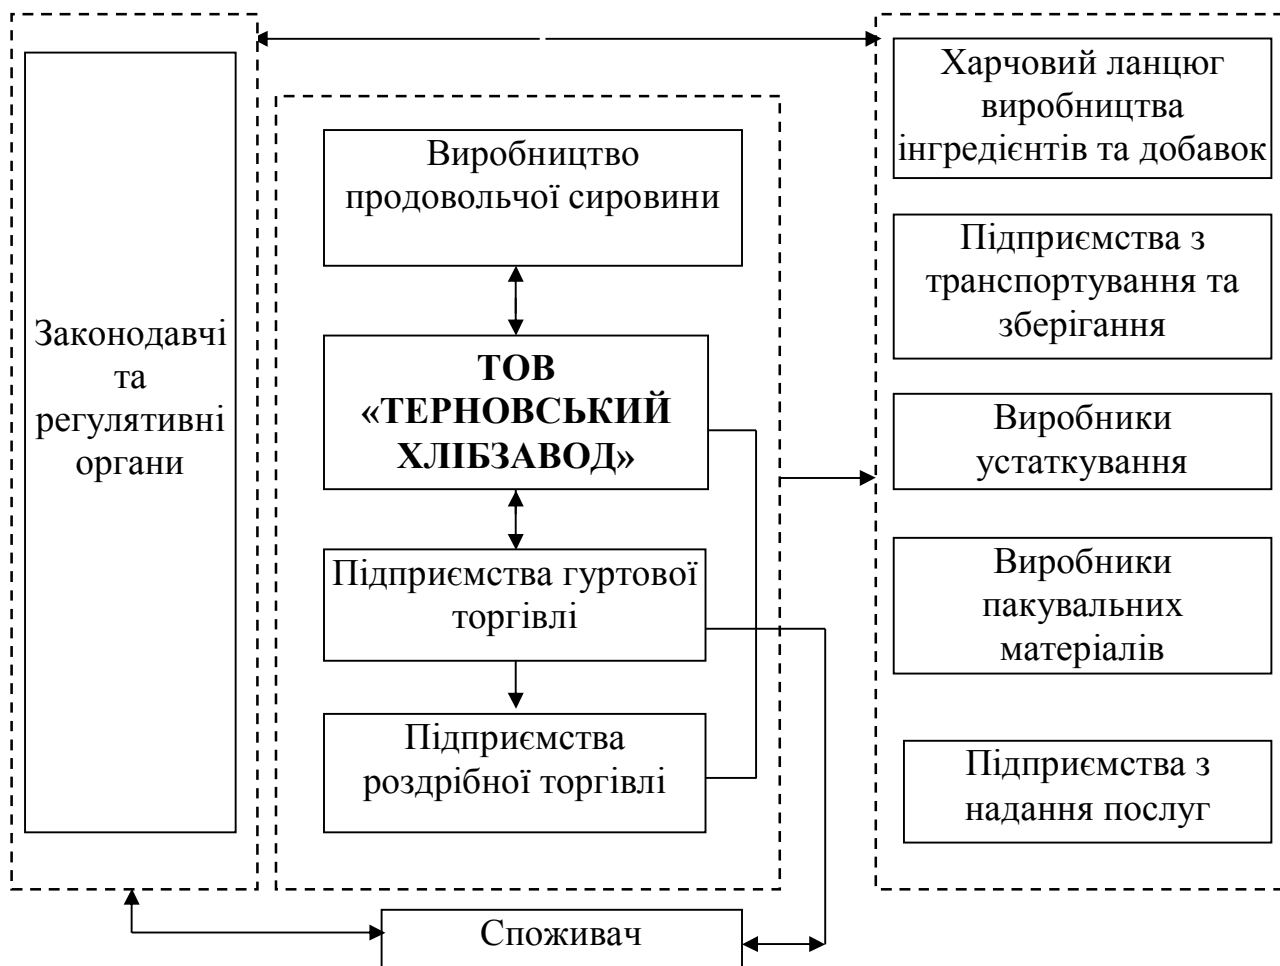 Законодавчі
та
регулятивні
органи
Виробництво
продовольчої сировини
ТОВ
«ТЕРНОВСЬКИЙ
ХЛІБЗАВОД»
Підприємства гуртової
торгівлі
Підприємства
роздрібної торгівлі
Споживач
Харчовий ланцюг
виробництва
інгредієнтів та добавок
Підприємства з
транспортування та
зберігання
Виробники
устаткування
Виробники
пакувальних
матеріалів
Підприємства з
надання послуг